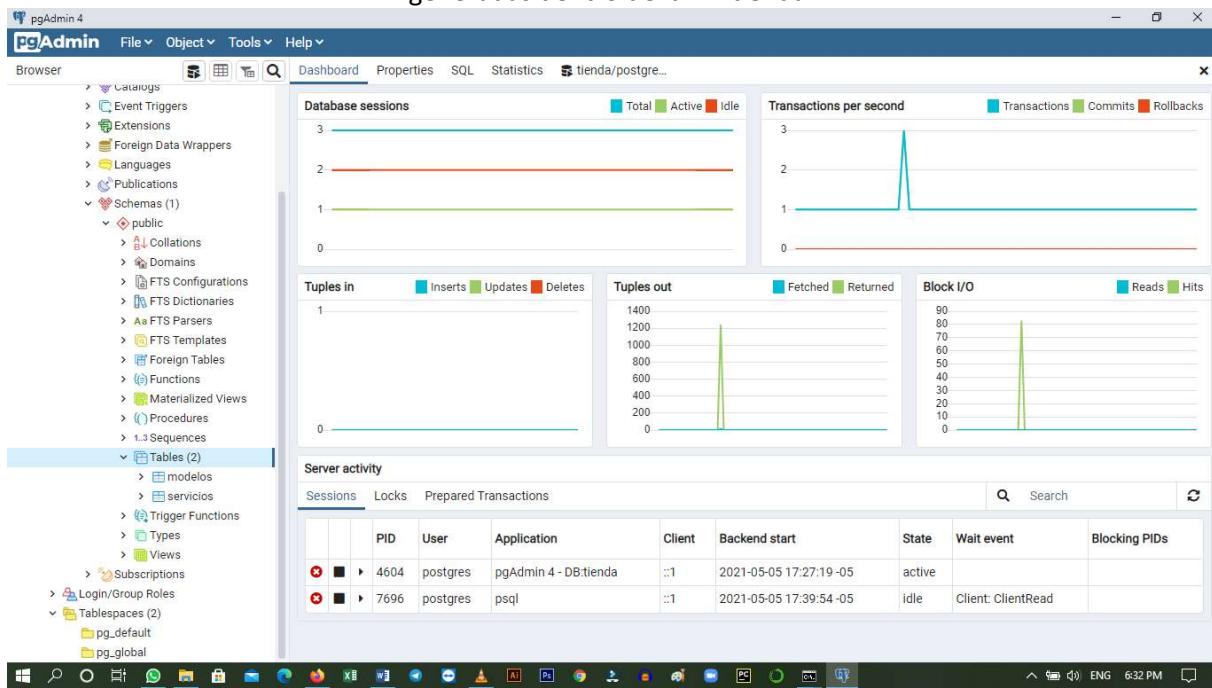 pgAdmin 4
pgAdmin File Object Tools Help
Browser
Dashboard Properties SQL Statistics tienda/postgre...
Catalogs
Event Triggers
Extensions
Foreign Data Wrappers
Languages
Publications
Schemas (1)
public
Collations
Domains
FTS Configurations
FTS Dictionaries
Aa FTS Parsers
FTS Templates
Foreign Tables
Functions
Materialized Views
Procedures
1..3 Sequences
Tables (2)
modelos
servicios
Trigger Functions
Types
Views
Subscriptions
Login/Group Roles
Tablespaces (2)
pg_default
pg_global
Database sessions
Total Active Idle
3
2
1
0
Transactions per second
Transactions Commits Rollbacks
3
2
1
0
Tuples in
Inserts Updates Deletes
1
0
Tuples out
Fetched Returned
1400
1200
1000
800
600
400
200
0
Block I/O
Reads Hits
90
80
70
60
50
40
30
20
10
0
Server activity
Sessions Locks Prepared Transactions
Search
PID User Application Client Backend start State Wait event Blocking PIDs
4604 postgres pgAdmin 4 - DB:tienda ::1 2021-05-05 17:27:19 -05 active
7696 postgres psql ::1 2021-05-05 17:39:54 -05 idle Client: ClientRead
ENG 6:32 PM